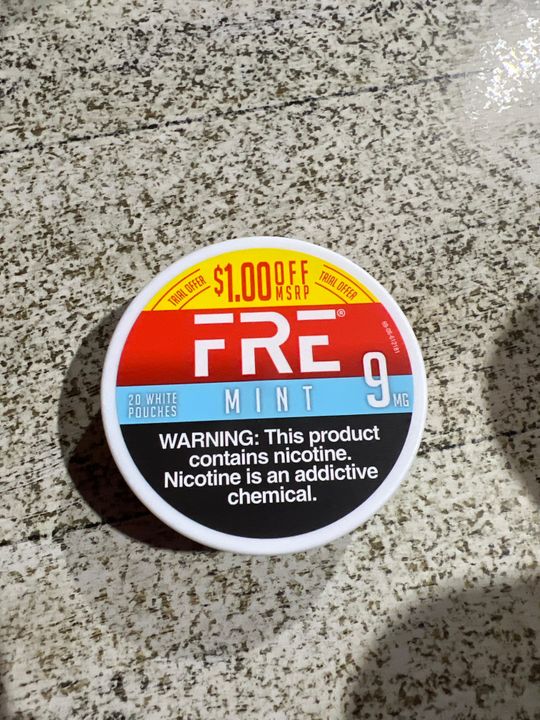 TRIAL OFFER
$1.00 OFF
MSRP
TRIAL OFFER
FRE®
20 WHITE
POUCHES
MINT
9 MG
WARNING: This product
contains nicotine.
Nicotine is an addictive
chemical.